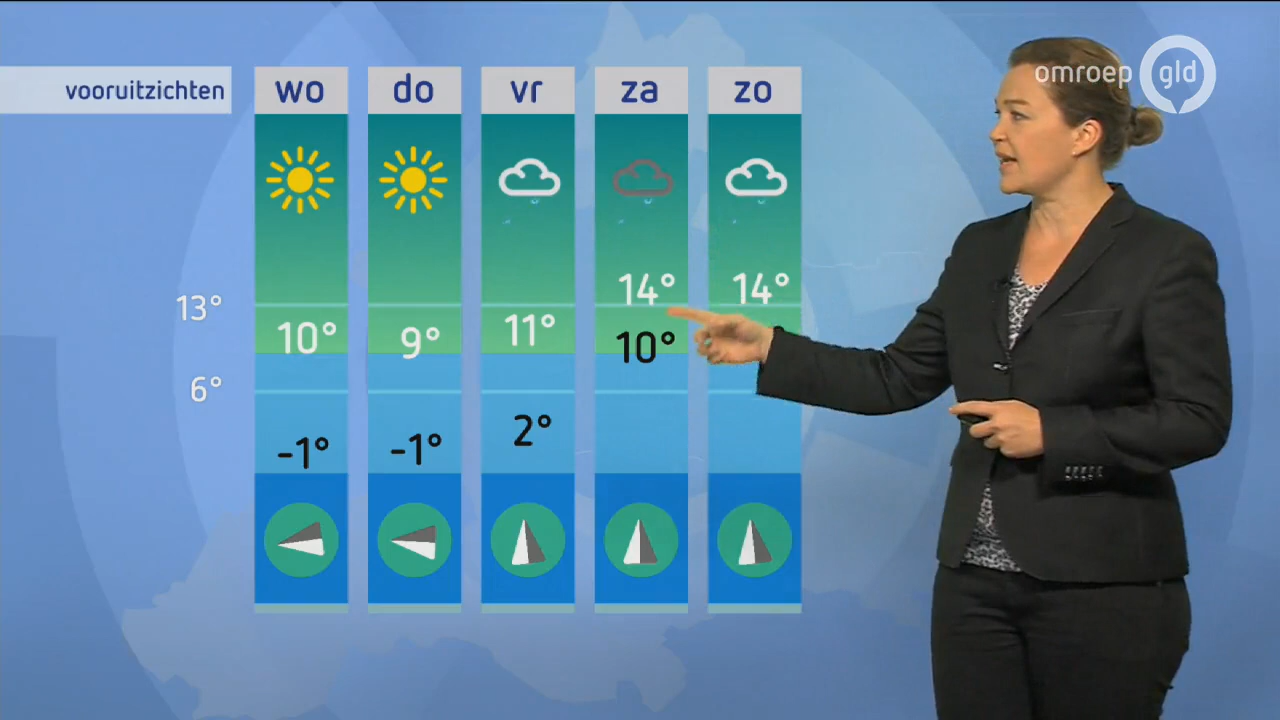 omroep gld
vooruitzichten wo do vr za zo
14° 14°
13°
10° 9° 11° 10°
6°
-1° -1° 2°